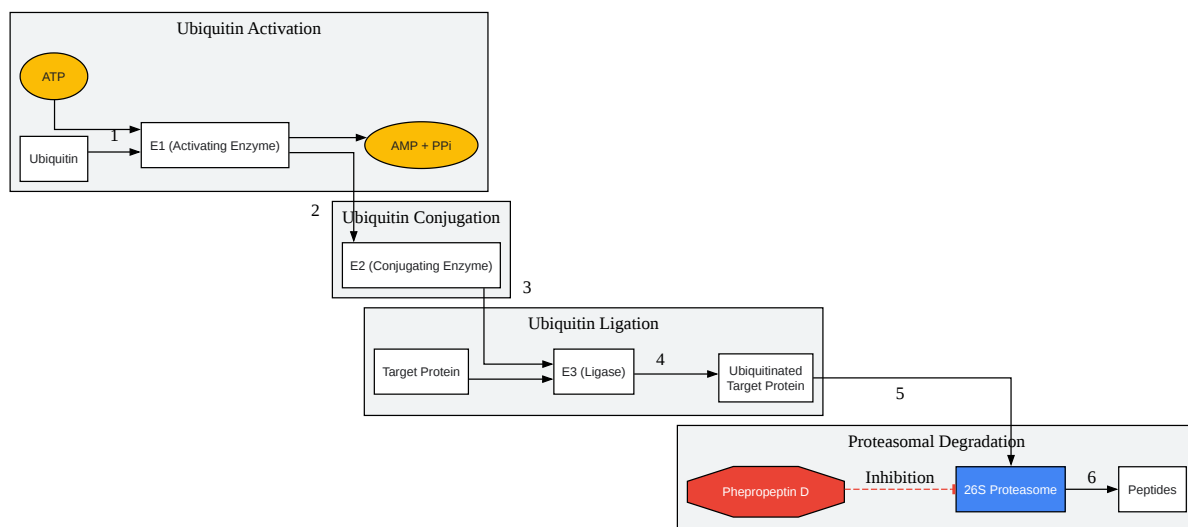 Ubiquitin Activation
ATP
1
E1 (Activating Enzyme)
Ubiquitin
AMP + PPi
2
Ubiquitin Conjugation
E2 (Conjugating Enzyme)
3
Ubiquitin Ligation
Target Protein
E3 (Ligase)
4
Ubiquitinated
Target Protein
5
Proteasomal Degradation
Phepropeptin D
Inhibition
26S Proteasome
6
Peptides